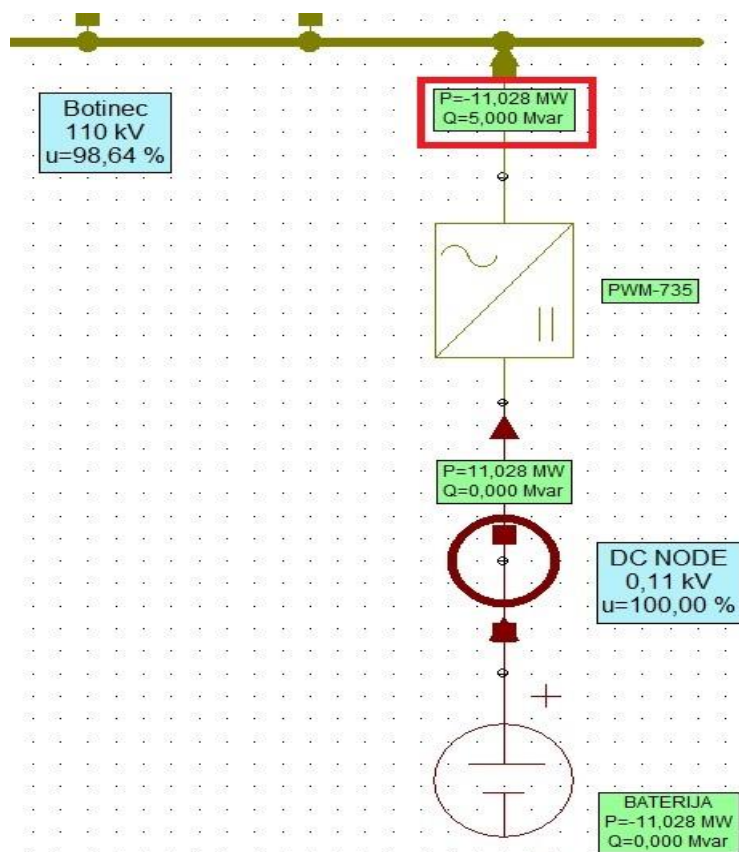 P=-11,028 MW
Q=5,000 Mvar
Botinec
110 kV
u=98,64 %
PWM-735
P=11,028 MW
Q=0,000 Mvar
DC NODE
0,11 kV
u=100,00 %
BATERIJA
P=-11,028 MW
Q=0,000 Mvar